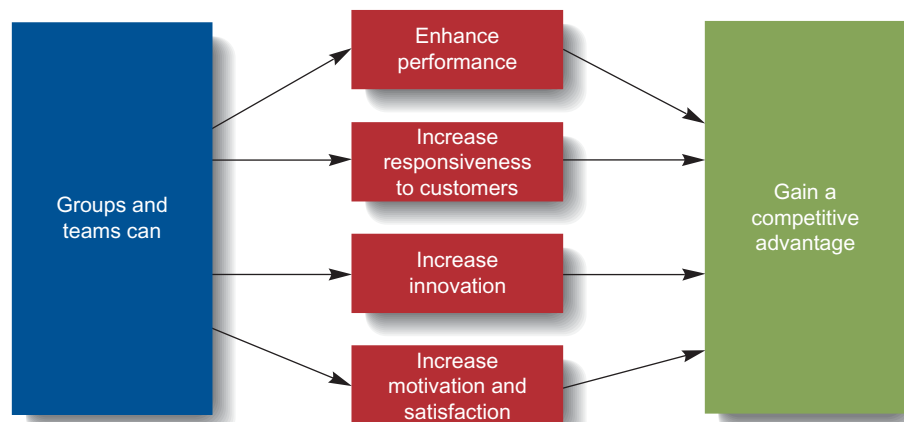 Groups and
teams can
Enhance
performance
Increase
responsiveness
to customers
Increase
innovation
Increase
motivation and
satisfaction
Gain a
competitive
advantage